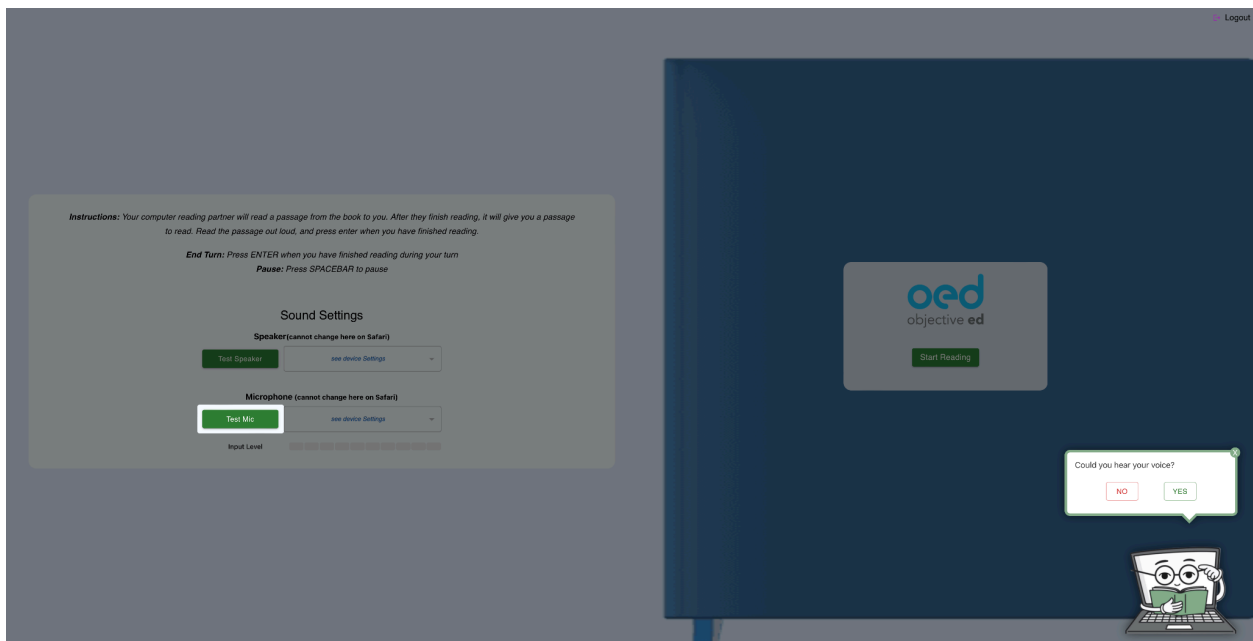 Logout
Instructions: Your computer reading partner will read a passage from the book to you. After they finish reading, it will give you a passage
to read. Read the passage out loud, and press enter when you have finished reading.
End Turn: Press ENTER when you have finished reading during your turn
Pause: Press SPACEBAR to pause
Sound Settings
Speaker(cannot change here on Safari)
Test Speaker
see device Settings
Microphone (cannot change here on Safari)
Test Mic
see device Settings
Input Level
oed
objective ed
Start Reading
X
Could you hear your voice?
NO
YES